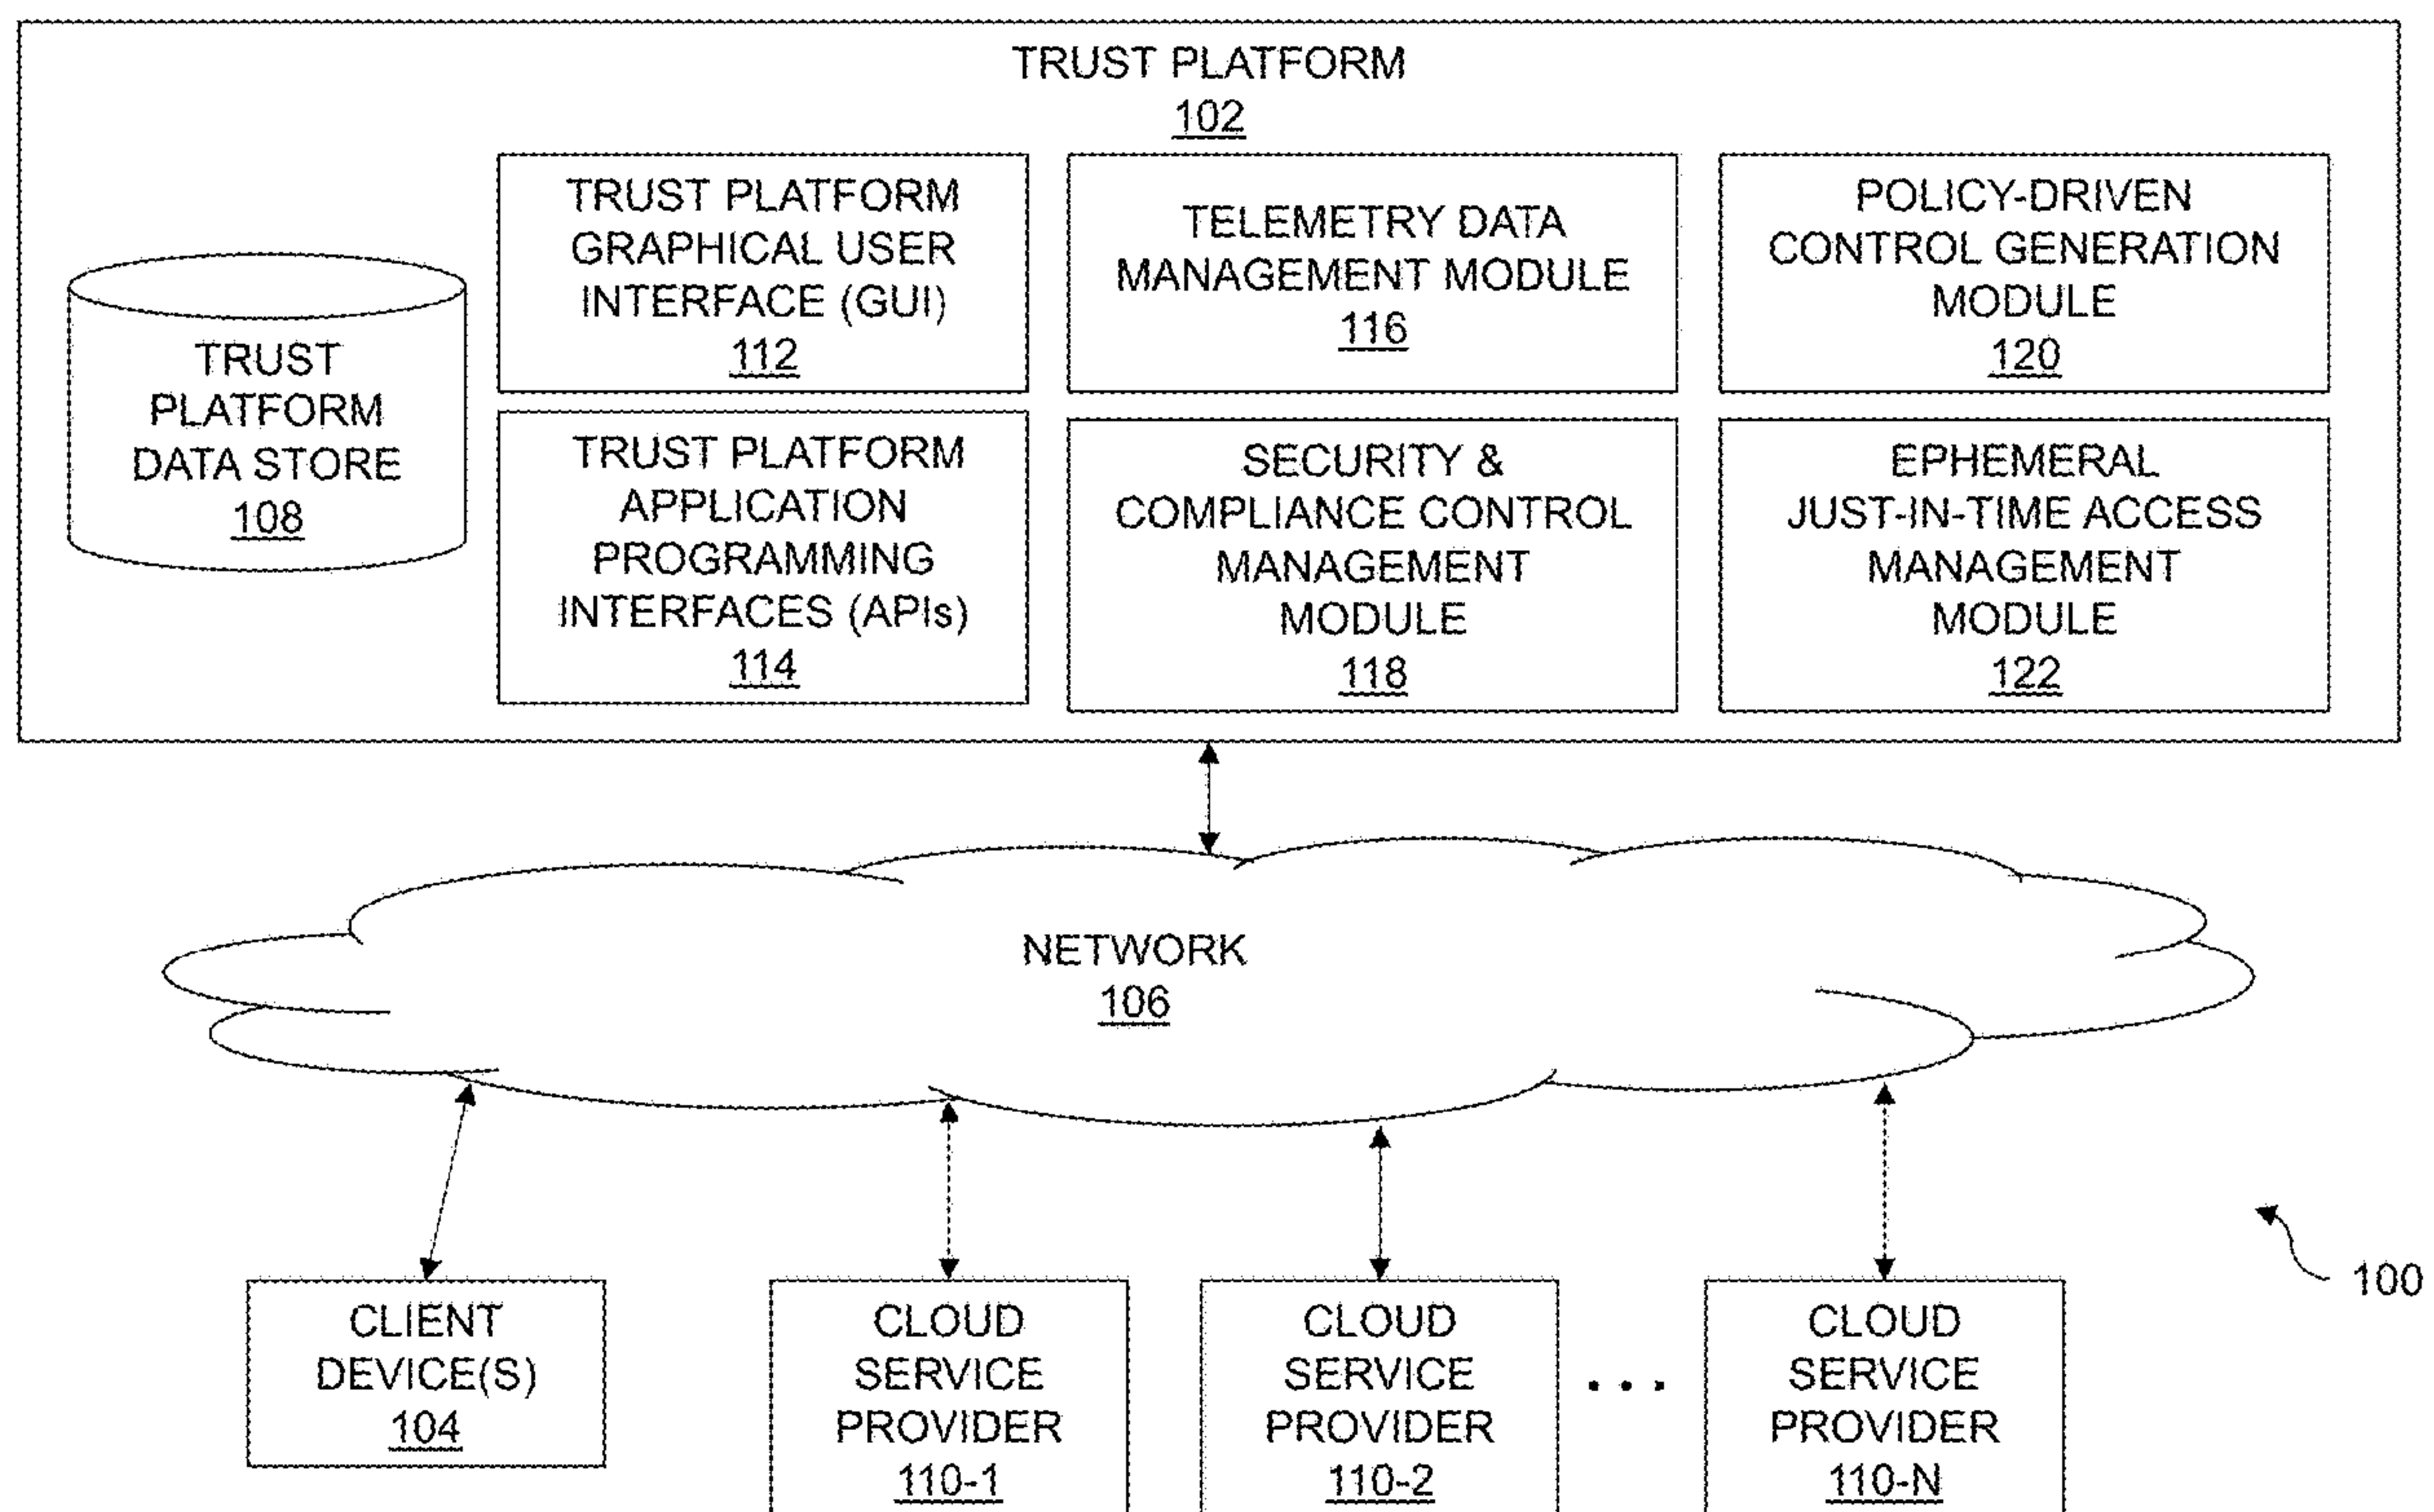 TRUST PLATFORM
102
TRUST
PLATFORM
DATA STORE
108
TRUST PLATFORM
GRAPHICAL USER
INTERFACE (GUI)
112
TRUST PLATFORM
APPLICATION
PROGRAMMING
INTERFACES (APIs)
114
TELEMETRY DATA
MANAGEMENT MODULE
116
SECURITY &
COMPLIANCE CONTROL
MANAGEMENT
MODULE
118
POLICY-DRIVEN
CONTROL GENERATION
MODULE
120
EPHEMERAL
JUST-IN-TIME ACCESS
MANAGEMENT
MODULE
122
NETWORK
106
100
CLIENT
DEVICE(S)
104
CLOUD
SERVICE
PROVIDER
110-1
CLOUD
SERVICE
PROVIDER
110-2
• • •
CLOUD
SERVICE
PROVIDER
110-N